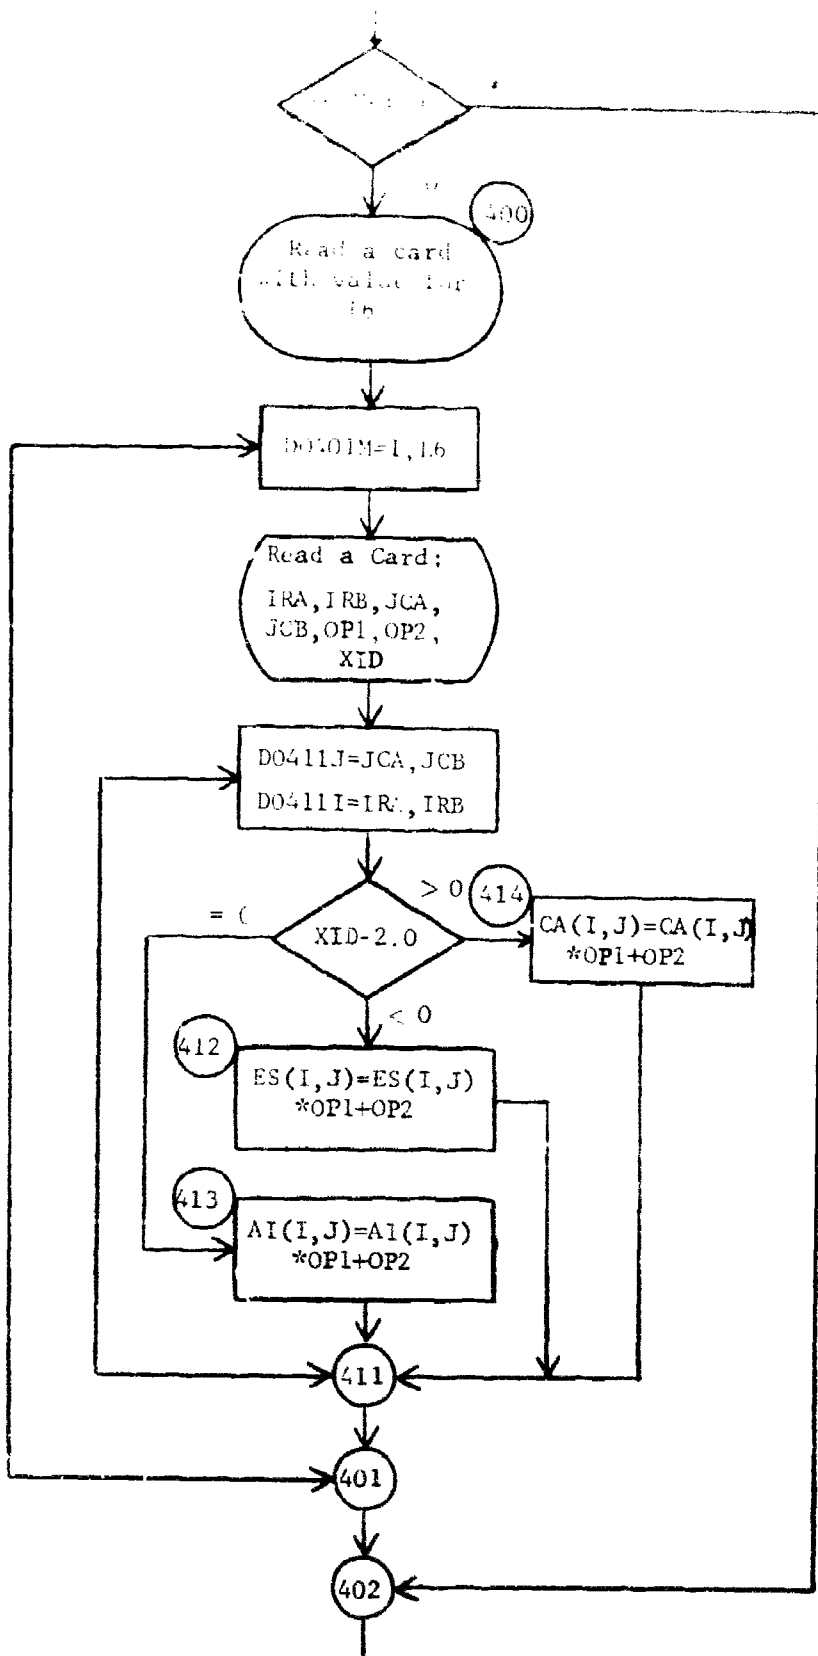 400
Read a card
with value for
DO401M=1,L6
Read a Card:
IRA,IRB,JCA,
JCB,OP1,OP2,
XID
DO411J=JCA,JCB
DO411I=IRA,IRB
> 0
414
= (
XID-2.0
CA(I,J)=CA(I,J)
*OP1+OP2
< 0
412
ES(I,J)=ES(I,J)
*OP1+OP2
413
AI(I,J)=AI(I,J)
*OP1+OP2
411
401
402